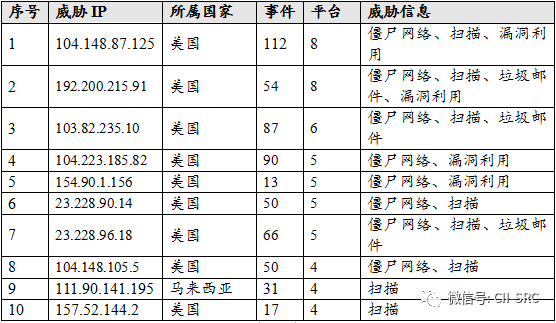 序号 威胁 IP 所属国家 事件 平台 威胁信息
1 104.148.87.125 美国 112 8 僵尸网络、扫描、漏洞利
用
2 192.200.215.91 美国 54 8 僵尸网络、扫描、垃圾邮
件、漏洞利用
3 103.82.235.10 美国 87 6 僵尸网络、扫描、垃圾邮
件
4 104.223.185.82 美国 90 5 僵尸网络、漏洞利用
5 154.90.1.156 美国 13 5 僵尸网络、漏洞利用
6 23.228.90.14 美国 50 5 僵尸网络、扫描
7 23.228.96.18 美国 66 5 僵尸网络、扫描、垃圾邮
件
8 104.148.105.5 美国 50 4 僵尸网络、扫描
9 111.90.141.195 马来西亚 31 4 扫描
10 157.52.144.2 美国 17 4 扫描
微信号: CII-SRC